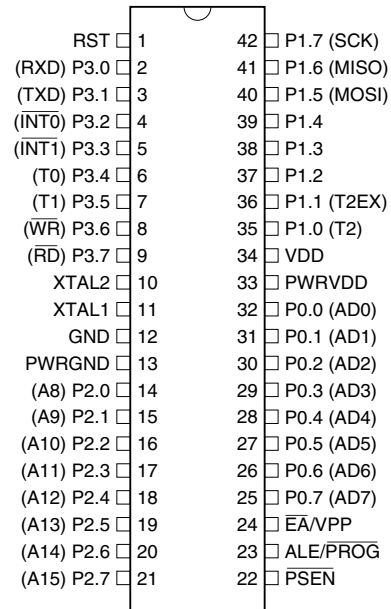 RST 1 42 P1.7 (SCK)
(RXD) P3.0 2 41 P1.6 (MISO)
(TXD) P3.1 3 40 P1.5 (MOSI)
(INT0) P3.2 4 39 P1.4
(INT1) P3.3 5 38 P1.3
(T0) P3.4 6 37 P1.2
(T1) P3.5 7 36 P1.1 (T2EX)
(WR) P3.6 8 35 P1.0 (T2)
(RD) P3.7 9 34 VDD
XTAL2 10 33 PWRVDD
XTAL1 11 32 P0.0 (AD0)
GND 12 31 P0.1 (AD1)
PWRGND 13 30 P0.2 (AD2)
(A8) P2.0 14 29 P0.3 (AD3)
(A9) P2.1 15 28 P0.4 (AD4)
(A10) P2.2 16 27 P0.5 (AD5)
(A11) P2.3 17 26 P0.6 (AD6)
(A12) P2.4 18 25 P0.7 (AD7)
(A13) P2.5 19 24 EA/VPP
(A14) P2.6 20 23 ALE/PROG
(A15) P2.7 21 22 PSEN